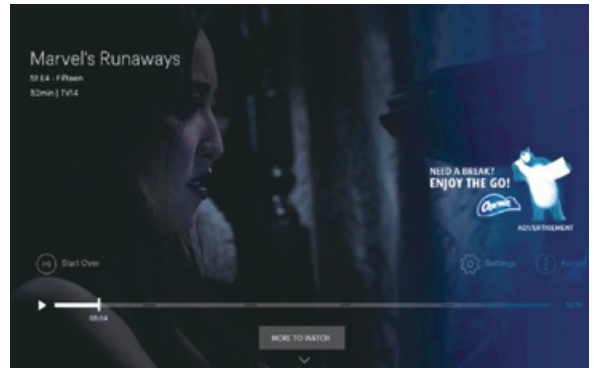 Marvel's Runaways
S1 E4 - Fifteen
52min | TV14
NEED A BREAK?
ENJOY THE GO!
Charmin
ADVERTISEMENT
Start Over
Settings
05:04
MORE TO WATCH